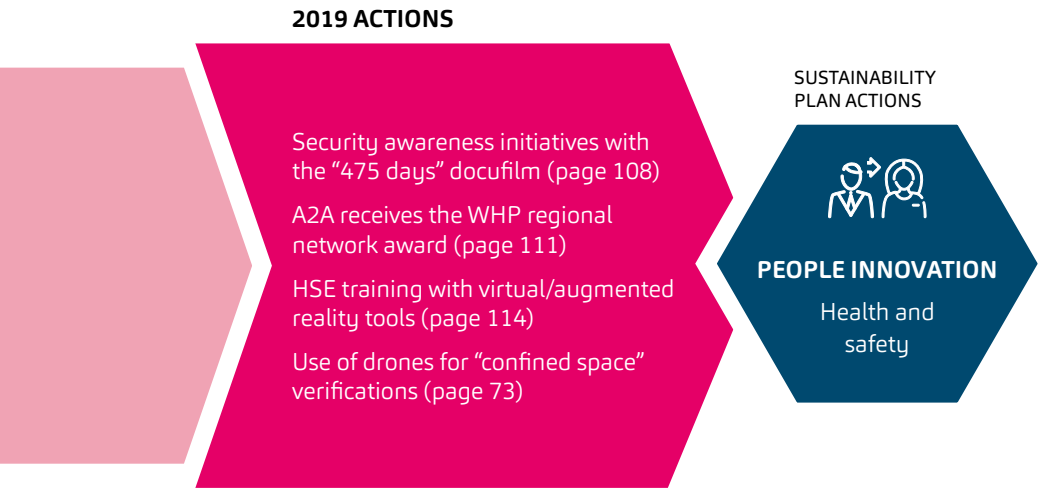 2019 ACTIONS
Security awareness initiatives with
the “475 days” docufilm (page 108)
A2A receives the WHP regional
network award (page 111)
HSE training with virtual/augmented
reality tools (page 114)
Use of drones for “confined space”
verifications (page 73)
SUSTAINABILITY
PLAN ACTIONS
PEOPLE INNOVATION
Health and
safety